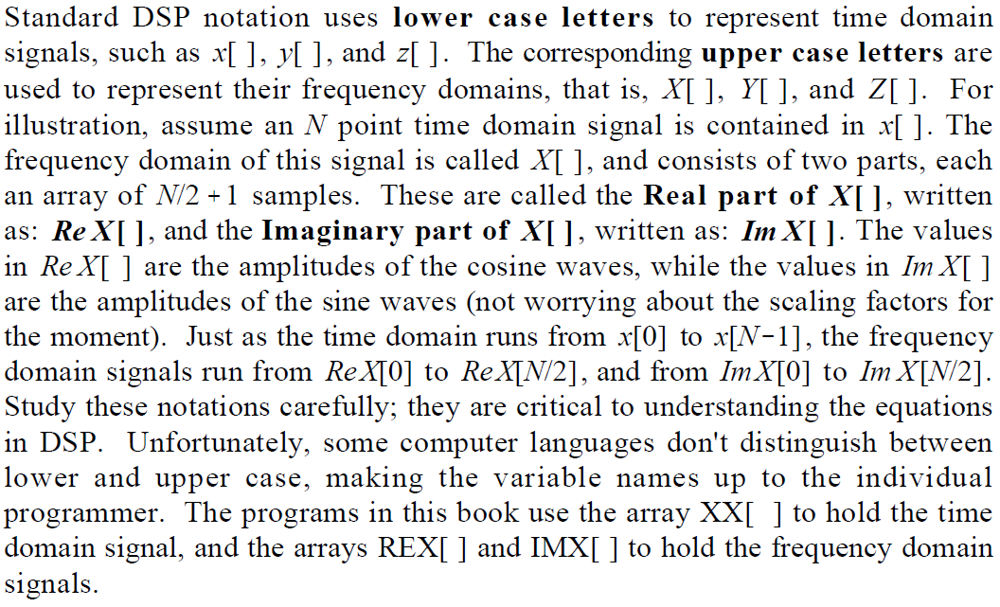 Standard DSP notation uses lower case letters to represent time domain
signals, such as x[ ], y[ ], and z[ ]. The corresponding upper case letters are
used to represent their frequency domains, that is, X[ ], Y[ ], and Z[ ]. For
illustration, assume an N point time domain signal is contained in x[ ]. The
frequency domain of this signal is called X[ ], and consists of two parts, each
an array of N/2 +1 samples. These are called the Real part of X[ ], written
as: Re X[ ], and the Imaginary part of X[ ], written as: Im X[ ]. The values
in Re X[ ] are the amplitudes of the cosine waves, while the values in Im X[ ]
are the amplitudes of the sine waves (not worrying about the scaling factors for
the moment). Just as the time domain runs from x[0] to x[N-1], the frequency
domain signals run from ReX[0] to ReX[N/2], and from ImX[0] to Im X[N/2].
Study these notations carefully; they are critical to understanding the equations
in DSP. Unfortunately, some computer languages don't distinguish between
lower and upper case, making the variable names up to the individual
programmer. The programs in this book use the array XX[ ] to hold the time
domain signal, and the arrays REX[ ] and IMX[ ] to hold the frequency domain
signals.